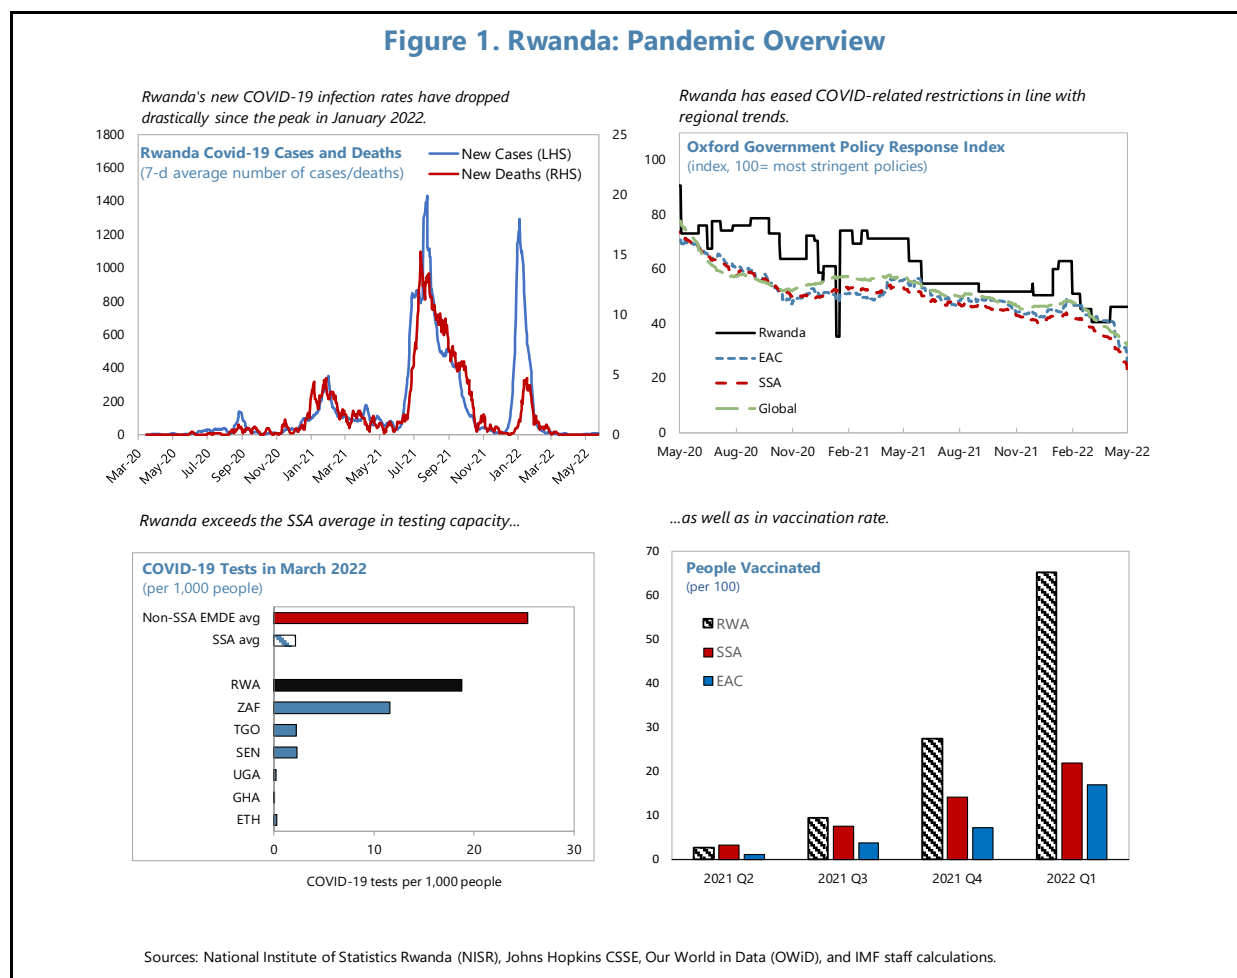 Figure 1. Rwanda: Pandemic Overview
Rwanda's new COVID-19 infection rates have dropped
drastically since the peak in January 2022.
Rwanda Covid-19 Cases and Deaths
(7-d average number of cases/deaths)
New Cases (LHS)
New Deaths (RHS)
1800
1600
1400
1200
1000
800
600
400
200
0
25
20
15
10
5
0
Mar-20
May-20
Jul-20
Sep-20
Nov-20
Jan-21
Mar-21
May-21
Jul-21
Sep-21
Nov-21
Jan-22
Mar-22
May-22
Rwanda has eased COVID-related restrictions in line with
regional trends.
Oxford Government Policy Response Index
(index, 100= most stringent policies)
100
80
60
40
20
0
Rwanda
EAC
SSA
Global
May-20
Aug-20
Nov-20
Feb-21
May-21
Aug-21
Nov-21
Feb-22
May-22
Rwanda exceeds the SSA average in testing capacity...
COVID-19 Tests in March 2022
(per 1,000 people)
Non-SSA EMDE avg
SSA avg
RWA
ZAF
TGO
SEN
UGA
GHA
ETH
0
10
20
30
COVID-19 tests per 1,000 people
...as well as in vaccination rate.
People Vaccinated
(per 100)
RWA
SSA
EAC
70
60
50
40
30
20
10
0
2021 Q2
2021 Q3
2021 Q4
2022 Q1
Sources: National Institute of Statistics Rwanda (NISR), Johns Hopkins CSSE, Our World in Data (OWiD), and IMF staff calculations.